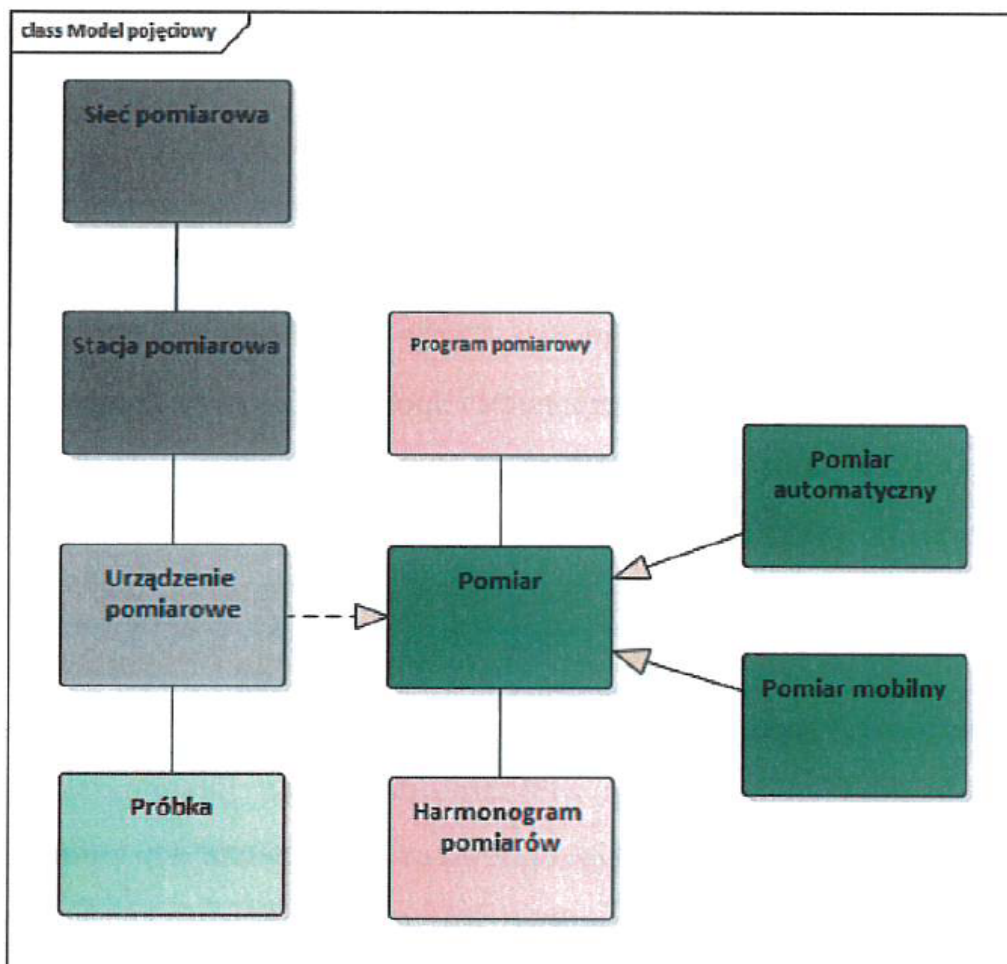 class Model pojęciowy
Sieć pomiarowa
Stacja pomiarowa
Program pomiarowy
Pomiar
automatyczny
Urządzenie
pomiarowe
Pomiar
Pomiar mobilny
Próbka
Harmonogram
pomiarów